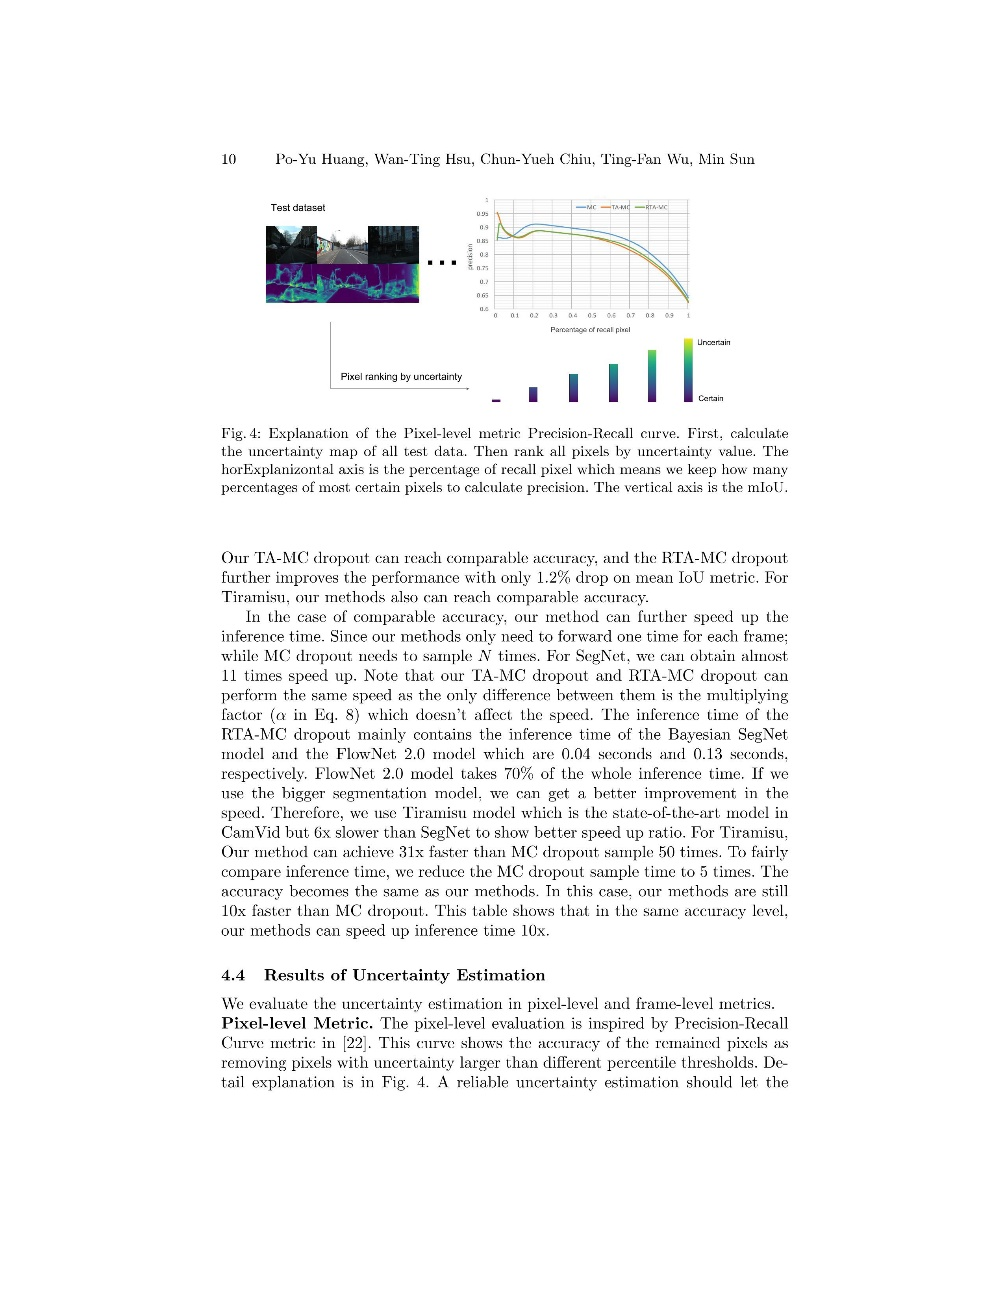 10 Po-Yu Huang, Wan-Ting Hsu, Chun-Yueh Chiu, Ting-Fan Wu, Min Sun
Test dataset
1
0.95
0.9
0.85
0.8
0.75
0.7
0.65
0.6
precision
MC TA-MC RTA-MC
0 0.1 0.2 0.3 0.4 0.5 0.6 0.7 0.8 0.9 1
Percentage of recall pixel
Uncertain
Pixel ranking by uncertainty
Certain
Fig. 4: Explanation of the Pixel-level metric Precision-Recall curve. First, calculate
the uncertainty map of all test data. Then rank all pixels by uncertainty value. The
horExplanizontal axis is the percentage of recall pixel which means we keep how many
percentages of most certain pixels to calculate precision. The vertical axis is the mIoU.
Our TA-MC dropout can reach comparable accuracy, and the RTA-MC dropout
further improves the performance with only 1.2% drop on mean IoU metric. For
Tiramisu, our methods also can reach comparable accuracy.
In the case of comparable accuracy, our method can further speed up the
inference time. Since our methods only need to forward one time for each frame;
while MC dropout needs to sample N times. For SegNet, we can obtain almost
11 times speed up. Note that our TA-MC dropout and RTA-MC dropout can
perform the same speed as the only difference between them is the multiplying
factor (α in Eq. 8) which doesn't affect the speed. The inference time of the
RTA-MC dropout mainly contains the inference time of the Bayesian SegNet
model and the FlowNet 2.0 model which are 0.04 seconds and 0.13 seconds,
respectively. FlowNet 2.0 model takes 70% of the whole inference time. If we
use the bigger segmentation model, we can get a better improvement in the
speed. Therefore, we use Tiramisu model which is the state-of-the-art model in
CamVid but 6x slower than SegNet to show better speed up ratio. For Tiramisu,
Our method can achieve 31x faster than MC dropout sample 50 times. To fairly
compare inference time, we reduce the MC dropout sample time to 5 times. The
accuracy becomes the same as our methods. In this case, our methods are still
10x faster than MC dropout. This table shows that in the same accuracy level,
our methods can speed up inference time 10x.
4.4 Results of Uncertainty Estimation
We evaluate the uncertainty estimation in pixel-level and frame-level metrics.
Pixel-level Metric. The pixel-level evaluation is inspired by Precision-Recall
Curve metric in [22]. This curve shows the accuracy of the remained pixels as
removing pixels with uncertainty larger than different percentile thresholds. De-
tail explanation is in Fig. 4. A reliable uncertainty estimation should let the